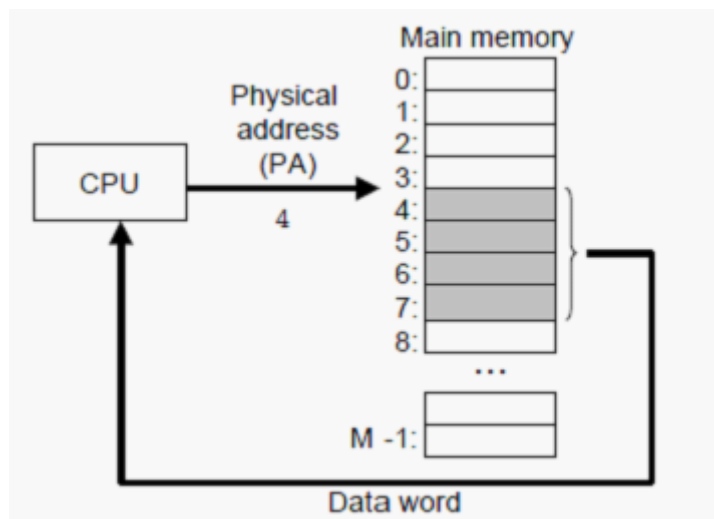 Main memory
0:
Physical
address
(PA)
1:
2:
3:
CPU
4
4:
5:
6:
7:
8:
...
M -1:
Data word